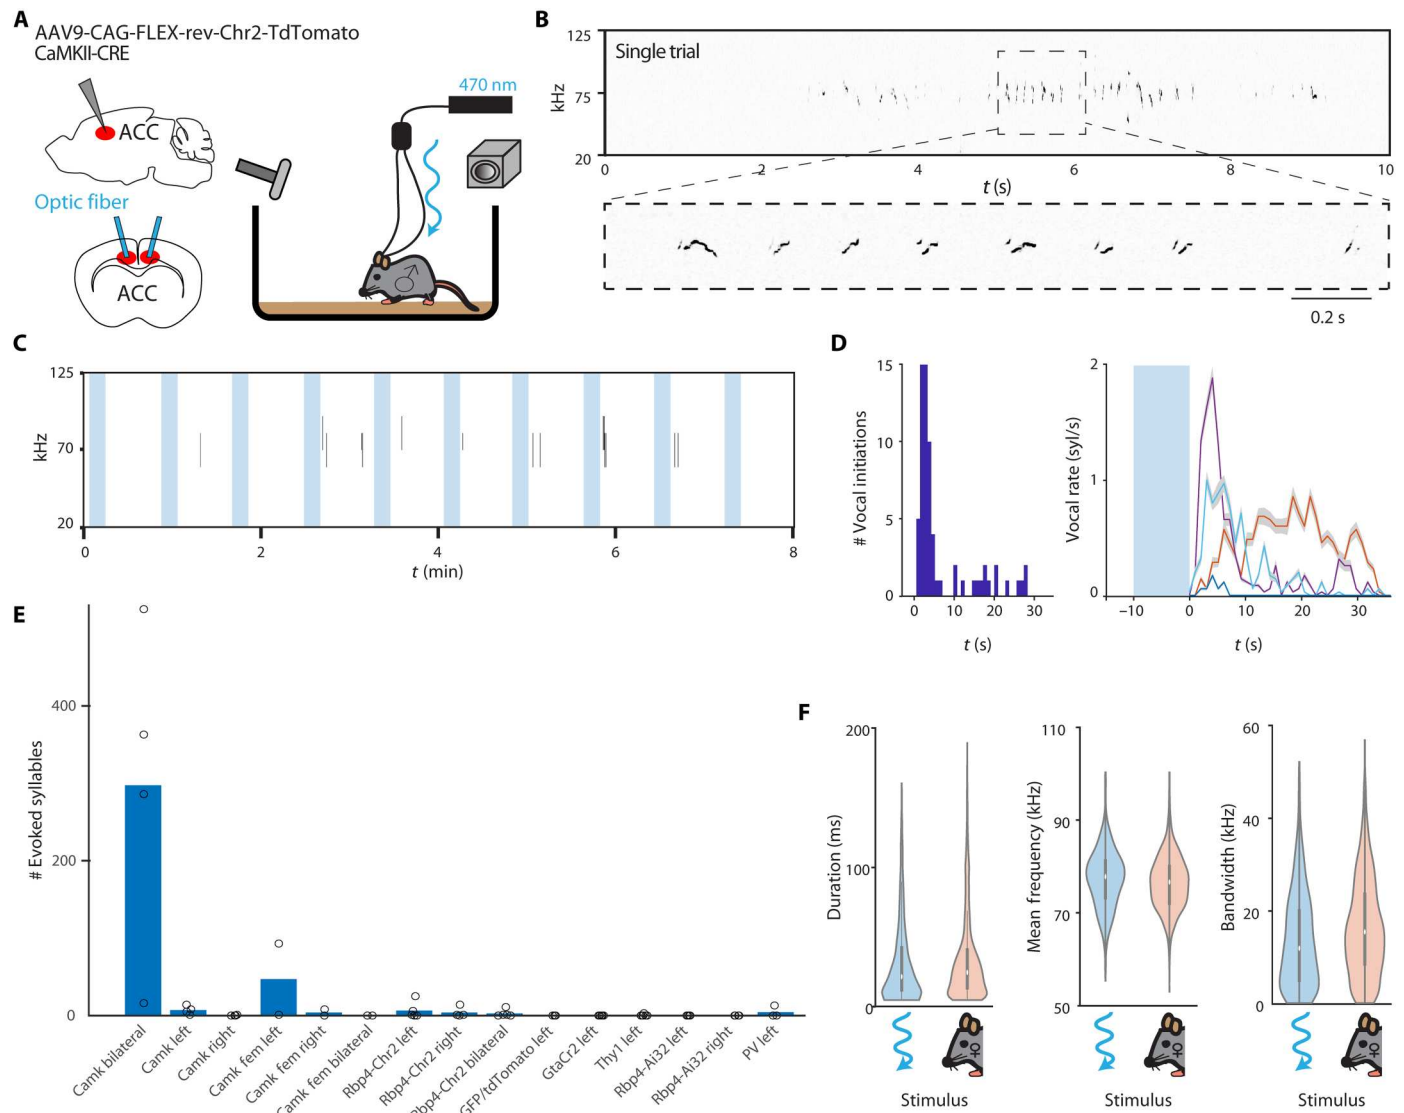 A
AAV9-CAG-FLEX-rev-Chr2-TdTomato
CaMKII-CRE
ACC
Optic fiber
ACC
470 nm
♂
B
Single trial
125
75
20
kHz
0 2 4 6 8 10
t (s)
0.2 s
C
125
70
20
kHz
0 2 4 6 8
t (min)
D
15
10
5
0
# Vocal initiations
0 10 20 30
t (s)
2
1
0
Vocal rate (syl/s)
–10 0 10 20 30
t (s)
E
400
200
0
# Evoked syllables
Camk bilateral
Camk left
Camk right
Camk fem left
Camk fem right
Camk fem bilateral
Rbp4-Chr2 left
Rbp4-Chr2 right
Rbp4-Chr2 bilateral
GFP/tdTomato left
GtaCr2 left
Thy1 left
Rbp4-Ai32 left
Rbp4-Ai32 right
PV left
F
200
100
0
Duration (ms)
♀
Stimulus
110
90
70
50
Mean frequency (kHz)
♀
Stimulus
60
40
20
0
Bandwidth (kHz)
♀
Stimulus